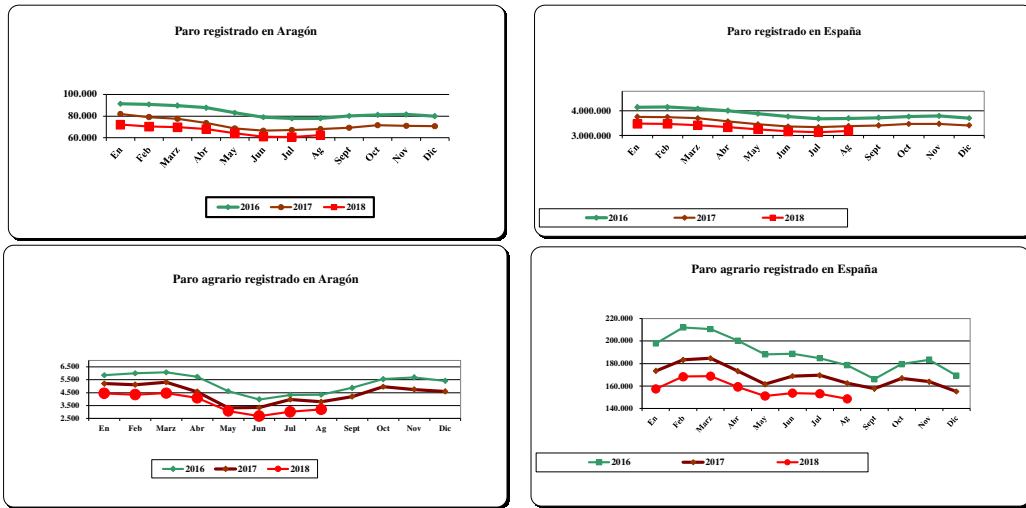 Paro registrado en Aragón
100.000
80.000
60.000
En Feb Marz Abr May Jun Jul Ag Sept Oct Nov Dic
2016 2017 2018
Paro registrado en España
4.000.000
3.000.000
En Feb Marz Abr May Jun Jul Ag Sept Oct Nov Dic
2016 2017 2018
Paro agrario registrado en Aragón
6.500
5.500
4.500
3.500
2.500
En Feb Marz Abr May Jun Jul Ag Sept Oct Nov Dic
2016 2017 2018
Paro agrario registrado en España
220.000
200.000
180.000
160.000
140.000
En Feb Marz Abr May Jun Jul Ag Sept Oct Nov Dic
2016 2017 2018